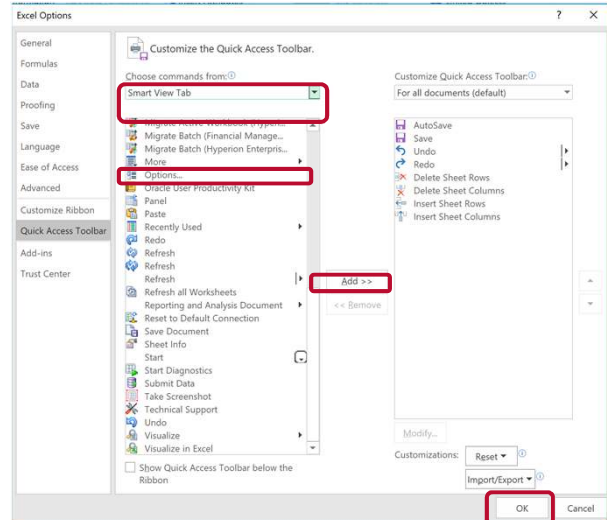 Excel Options ? X
General
Formulas
Data
Proofing
Save
Language
Ease of Access
Advanced
Customize Ribbon
Quick Access Toolbar
Add-ins
Trust Center
Customize the Quick Access Toolbar.
Choose commands from:
Smart View Tab
Migrate Active Workbook (Hyperi...
Migrate Batch (Financial Manage...
Migrate Batch (Hyperion Enterpris...
More
Options...
Oracle User Productivity Kit
Panel
Paste
Recently Used
Redo
Refresh
Refresh
Refresh
Refresh all Worksheets
Reporting and Analysis Document
Reset to Default Connection
Save Document
Sheet Info
Start
Start Diagnostics
Submit Data
Take Screenshot
Technical Support
Undo
Visualize
Visualize in Excel
Show Quick Access Toolbar below the
Ribbon
Add >>
<< Remove
Customize Quick Access Toolbar:
For all documents (default)
AutoSave
Save
Undo
Redo
Delete Sheet Rows
Delete Sheet Columns
Insert Sheet Rows
Insert Sheet Columns
Modify...
Customizations: Reset
Import/Export
OK Cancel